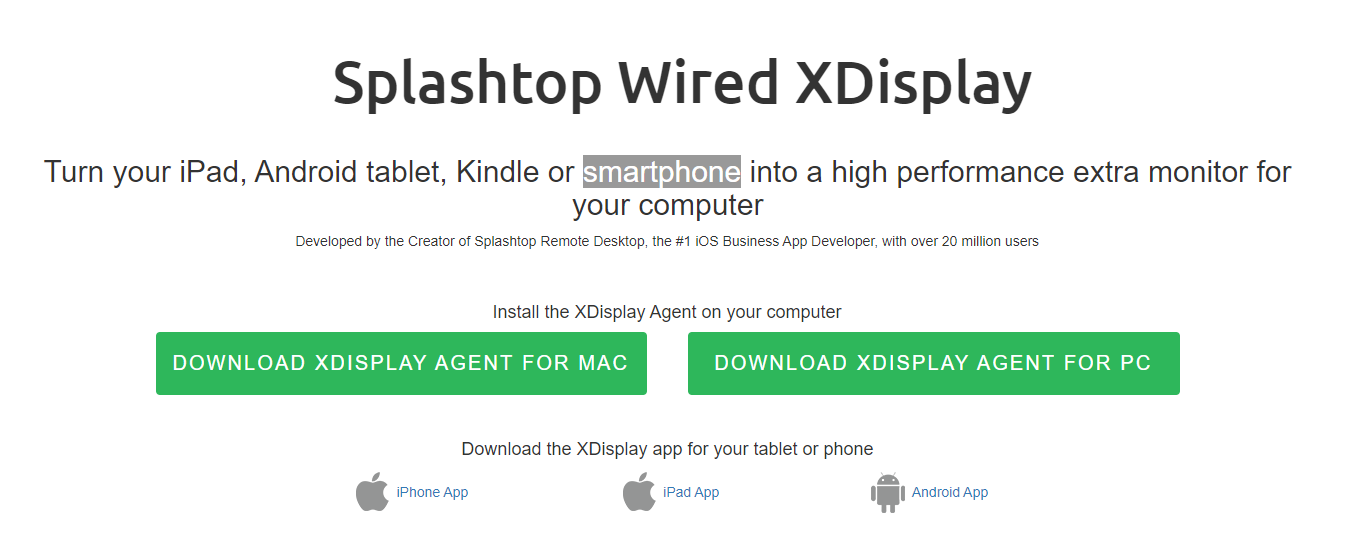 Splashtop Wired XDisplay
Turn your iPad, Android tablet, Kindle or smartphone into a high performance extra monitor for
your computer
Developed by the Creator of Splashtop Remote Desktop, the #1 iOS Business App Developer, with over 20 million users
Install the XDisplay Agent on your computer
DOWNLOAD XDISPLAY AGENT FOR MAC
DOWNLOAD XDISPLAY AGENT FOR PC
Download the XDisplay app for your tablet or phone
iPhone App
iPad App
Android App